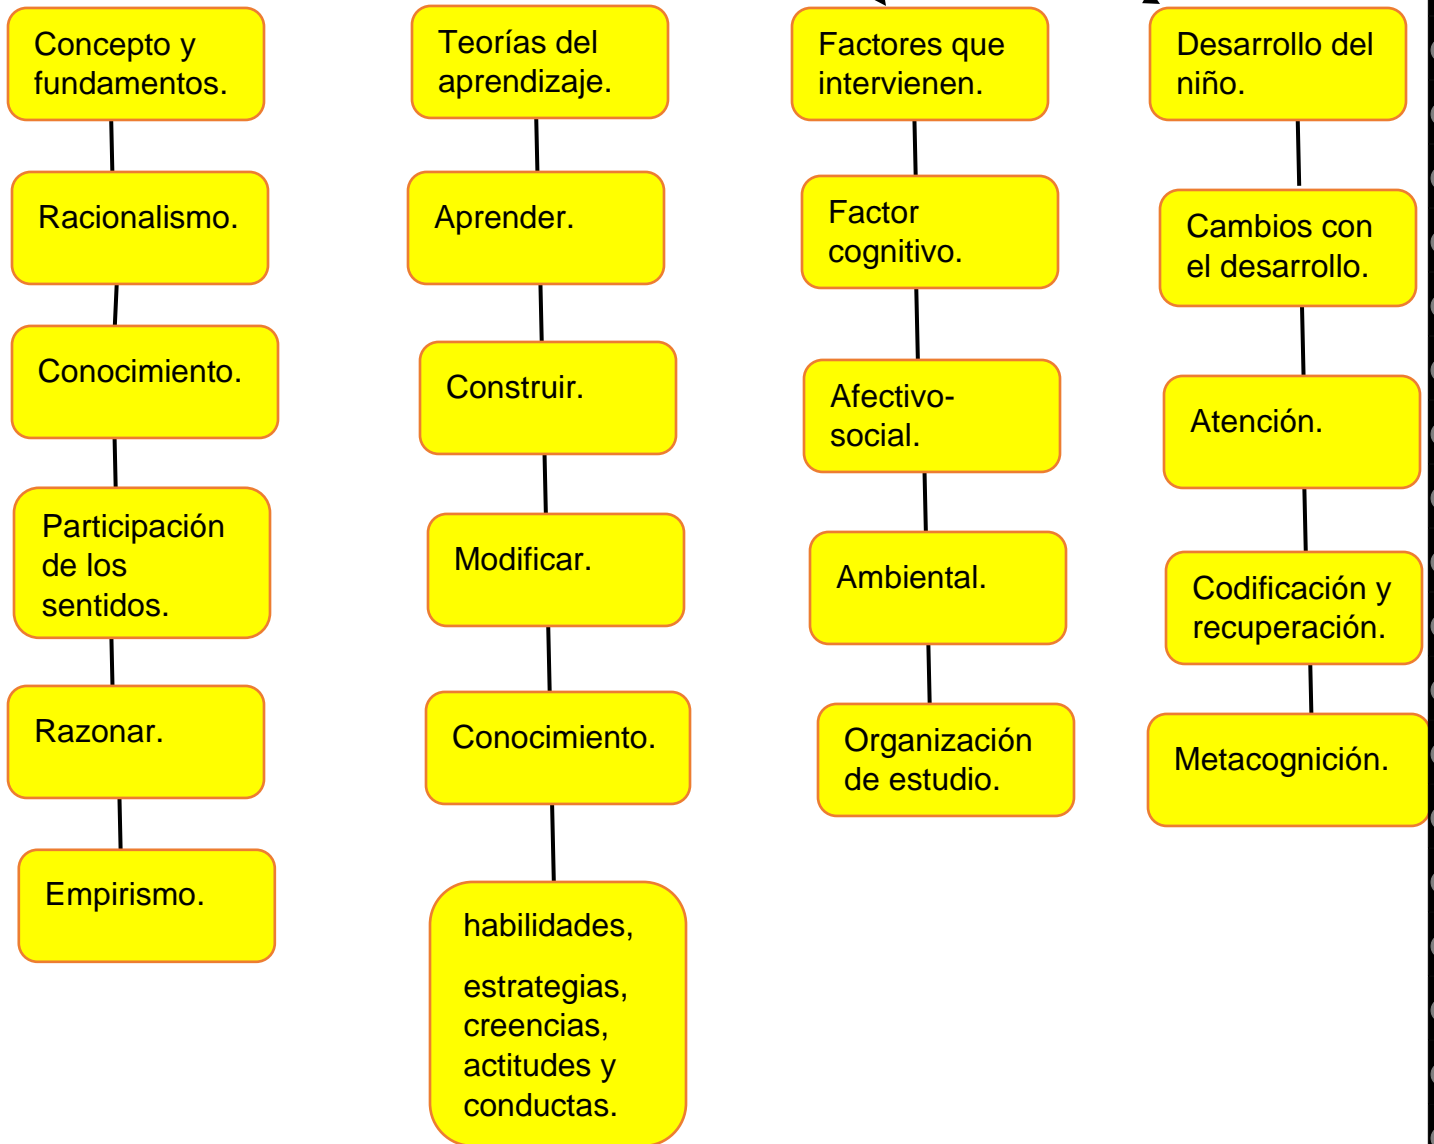 Concepto y
fundamentos.
Racionalismo.
Conocimiento.
Participación
de los
sentidos.
Razonar.
Empirismo.
Teorías del
aprendizaje.
Aprender.
Construir.
Modificar.
Conocimiento.
habilidades,
estrategias,
creencias,
actitudes y
conductas.
Factores que
intervienen.
Factor
cognitivo.
Afectivo-
social.
Ambiental.
Organización
de estudio.
Desarrollo del
niño.
Cambios con
el desarrollo.
Atención.
Codificación y
recuperación.
Metacognición.